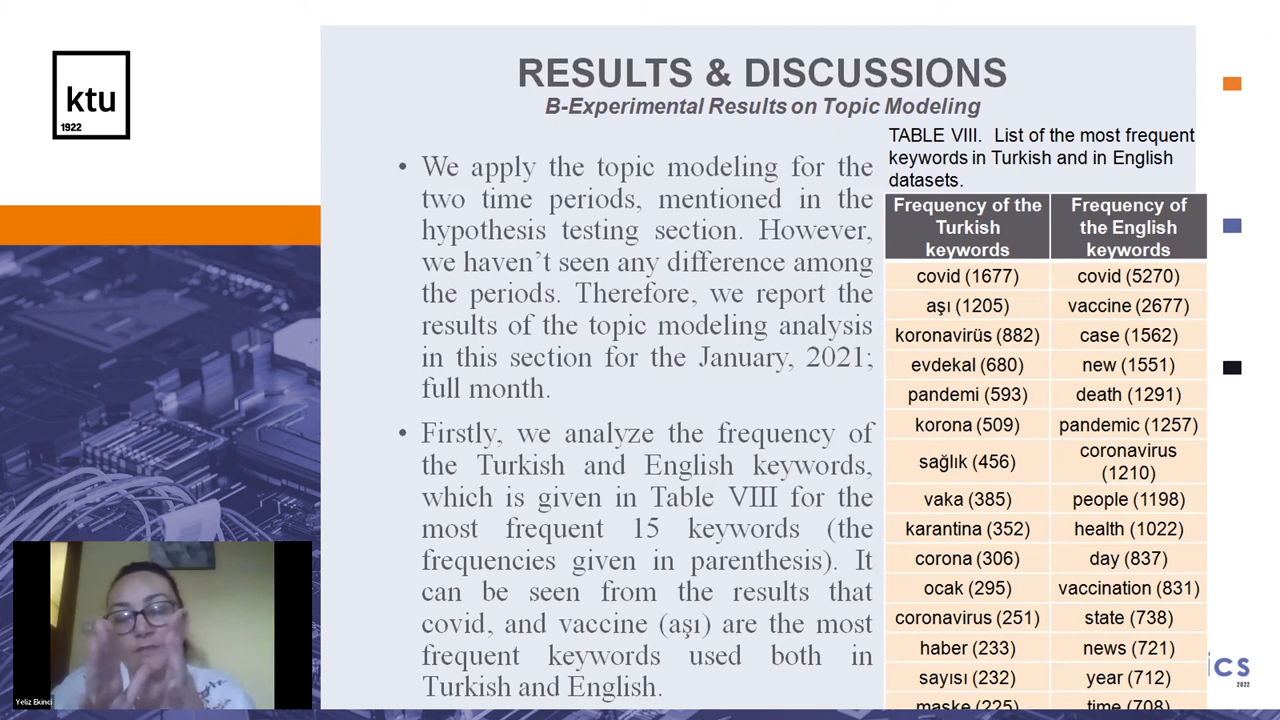 ktu
1922
RESULTS & DISCUSSIONS
B-Experimental Results on Topic Modeling
• We apply the topic modeling for the
two time periods, mentioned in the
hypothesis testing section. However,
we haven't seen any difference among
the periods. Therefore, we report the
results of the topic modeling analysis
in this section for the January, 2021;
full month.
• Firstly, we analyze the frequency of
the Turkish and English keywords,
which is given in Table VIII for the
most frequent 15 keywords (the
frequencies given in parenthesis). It
can be seen from the results that
covid, and vaccine (aşı) are the most
frequent keywords used both in
Turkish and English.
TABLE VIII. List of the most frequent
keywords in Turkish and in English
datasets.
Frequency of the Turkish keywords Frequency of the English keywords
covid (1677) covid (5270)
aşı (1205) vaccine (2677)
koronavirüs (882) case (1562)
evdekal (680) new (1551)
pandemi (593) death (1291)
korona (509) pandemic (1257)
sağlık (456) coronavirus (1210)
vaka (385) people (1198)
karantina (352) health (1022)
corona (306) day (837)
ocak (295) vaccination (831)
coronavirus (251) state (738)
haber (233) news (721)
sayısı (232) year (712)
maske (225) time (708)
Yeliz Ekinci
ics
2022